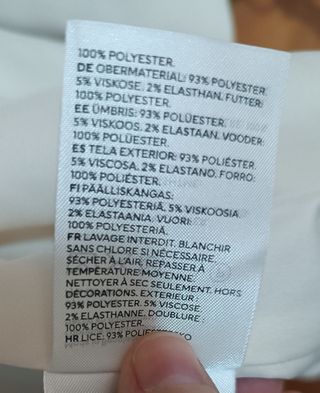 100% POLYESTER.
DE OBERMATERIAL: 93% POLYESTER,
5% VISKOSE, 2% ELASTHAN. FUTTER:
100% POLYESTER.
EE ÜMBRIS: 93% POLÜESTER,
5% VISKOOS, 2% ELASTAAN. VOODER:
100% POLÜESTER.
ES TELA EXTERIOR: 93% POLIÉSTER,
5% VISCOSA, 2% ELASTANO. FORRO:
100% POLIÉSTER.
FI PÄÄLLISKANGAS:
93% POLYESTERIÄ, 5% VISKOOSIA,
2% ELASTAANIA. VUORI:
100% POLYESTERIÄ.
FR LAVAGE INTERDIT. BLANCHIR
SANS CHLORE SI NÉCESSAIRE.
SÉCHER À L'AIR. REPASSER À
TEMPÉRATURE MOYENNE.
NETTOYER À SEC SEULEMENT. HORS
DÉCORATIONS. EXTERIEUR:
93% POLYESTER. 5% VISCOSE.
2% ELASTHANNE. DOUBLURE:
100% POLYESTER.
HR LICE: 93% POLIESTER